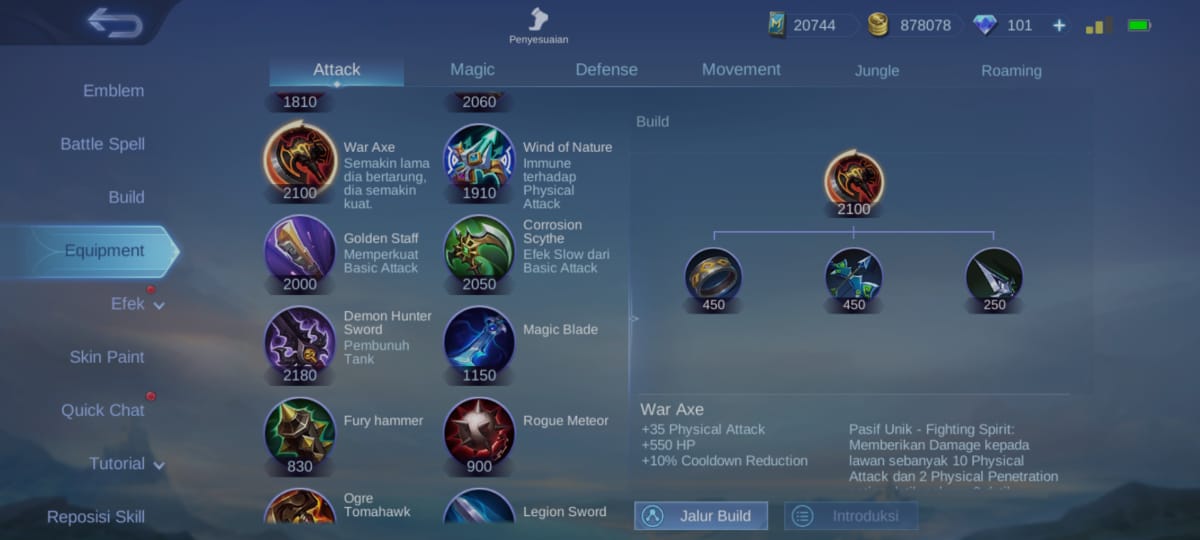 Penyesuaian
20744
878078
101
Emblem
Battle Spell
Build
Equipment
Efek
Skin Paint
Quick Chat
Tutorial
Reposisi Skill
Attack
Magic
Defense
Movement
Jungle
Roaming
1810
2060
War Axe
Semakin lama
dia bertarung,
dia semakin
kuat.
2100
Wind of Nature
Immune
terhadap
Physical
Attack
1910
Golden Staff
Memperkuat
Basic Attack
2000
Corrosion
Scythe
Efek Slow dari
Basic Attack
2050
Demon Hunter
Sword
Pembunuh
Tank
2180
Magic Blade
1150
Fury hammer
830
Rogue Meteor
900
Ogre
Tomahawk
Legion Sword
Build
2100
450
450
250
War Axe
+35 Physical Attack
+550 HP
+10% Cooldown Reduction
Pasif Unik - Fighting Spirit:
Memberikan Damage kepada
lawan sebanyak 10 Physical
Attack dan 2 Physical Penetration
Jalur Build
Introduksi